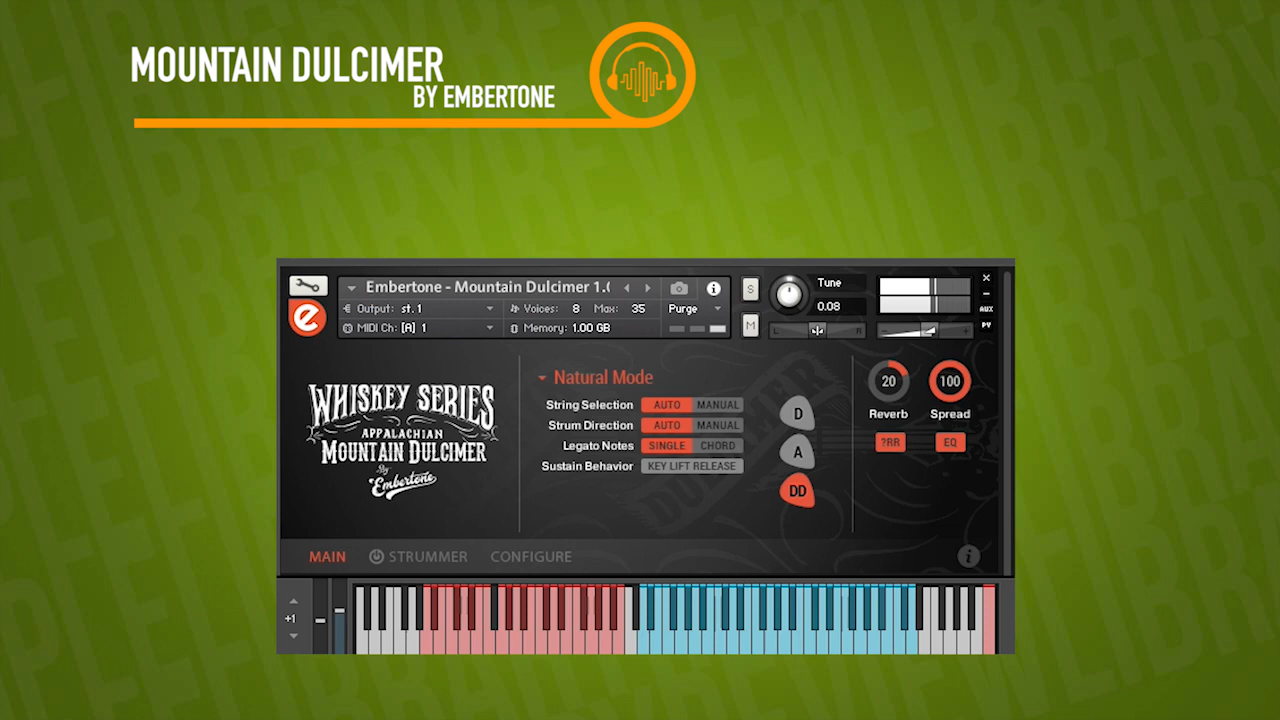 MOUNTAIN DULCIMER
BY EMBERTONE
Embertone - Mountain Dulcimer 1.0
Output: st.1
Voices: 8 Max: 35
Purge
MIDI Ch: [A] 1
Memory: 1.00 GB
S
M
Tune
0.08
L R
AUX
PV
e
WHISKEY SERIES
APPALACHIAN
MOUNTAIN DULCIMER
By
Embertone
Natural Mode
String Selection AUTO MANUAL
Strum Direction AUTO MANUAL
Legato Notes SINGLE CHORD
Sustain Behavior KEY LIFT RELEASE
D
A
DD
20 100
Reverb Spread
?RR EQ
MAIN STRUMMER CONFIGURE
i
+1